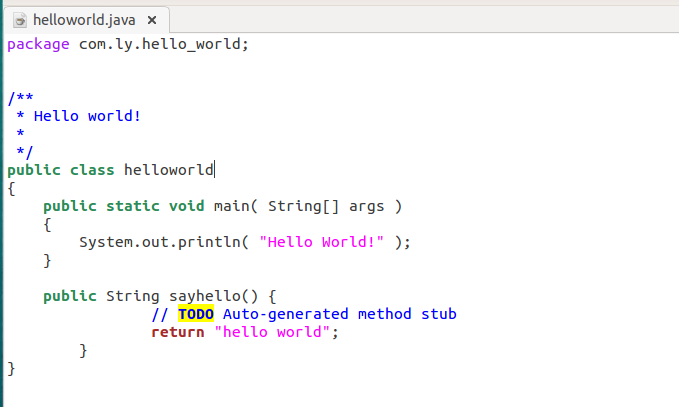 helloworld.java ×
package com.ly.hello_world;
/**
 * Hello world!
 *
 */
public class helloworld
{
    public static void main( String[] args )
    {
        System.out.println( "Hello World!" );
    }
    public String sayhello() {
                // TODO Auto-generated method stub
                return "hello world";
        }
}